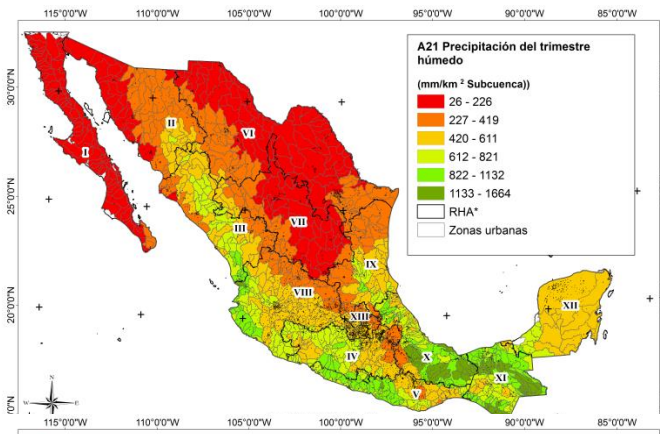 115°0'0"W 110°0'0"W 105°0'0"W 100°0'0"W 95°0'0"W 90°0'0"W 85°0'0"W
A21 Precipitación del trimestre
húmedo
(mm/km 2 Subcuenca))
26 - 226
227 - 419
420 - 611
612 - 821
822 - 1132
1133 - 1664
RHA*
Zonas urbanas
30°0'0"N
25°0'0"N
20°0'0"N
0'0"N
I
II
VI
VII
III
IX
VIII
XIII
XII
IV
X
XI
V
N
W E
115°0'0"W 110°0'0"W 105°0'0"W 100°0'0"W 95°0'0"W 90°0'0"W 85°0'0"W